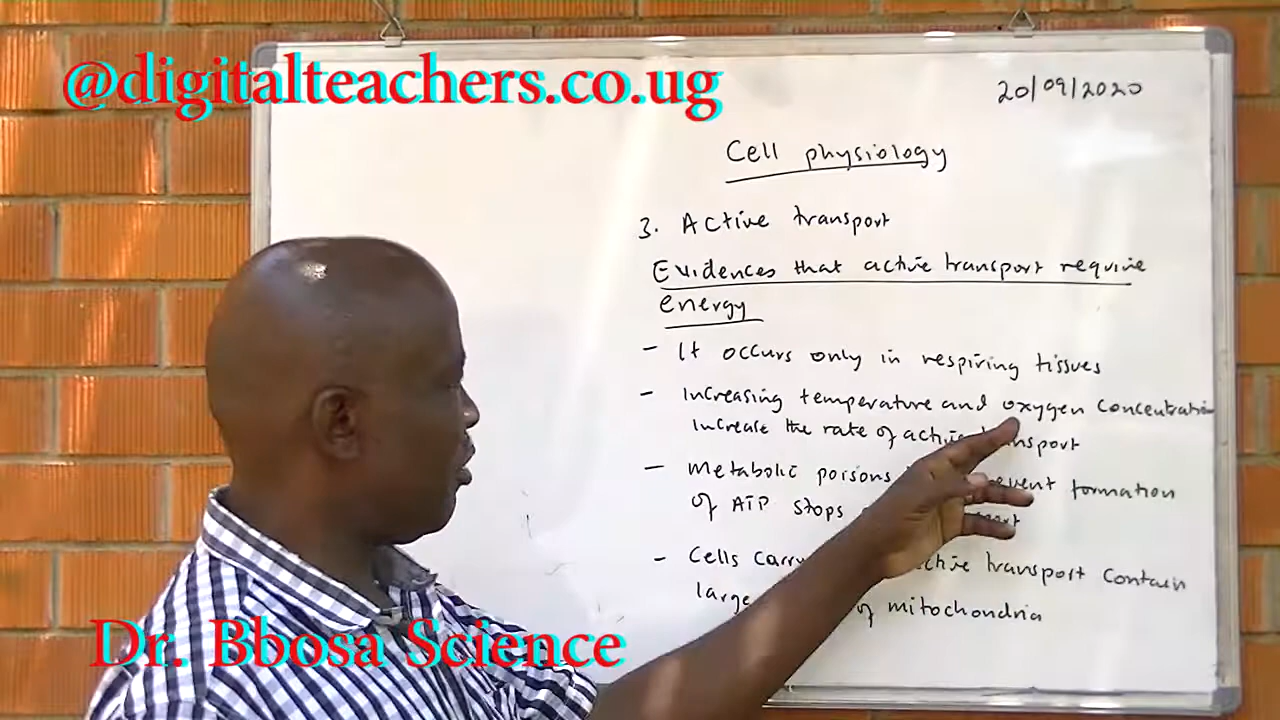 @digitalteachers.co.ug
20/09/2020
Cell physiology
3. Active transport
Evidences that active transport require
energy
- It occurs only in respiring tissues
- Increasing temperature and oxygen concentration
increase the rate of active transport
- Metabolic poisons prevent formation
of ATP stops
- Cells carry active transport contain
large of mitochondria
Dr. Bbosa Science